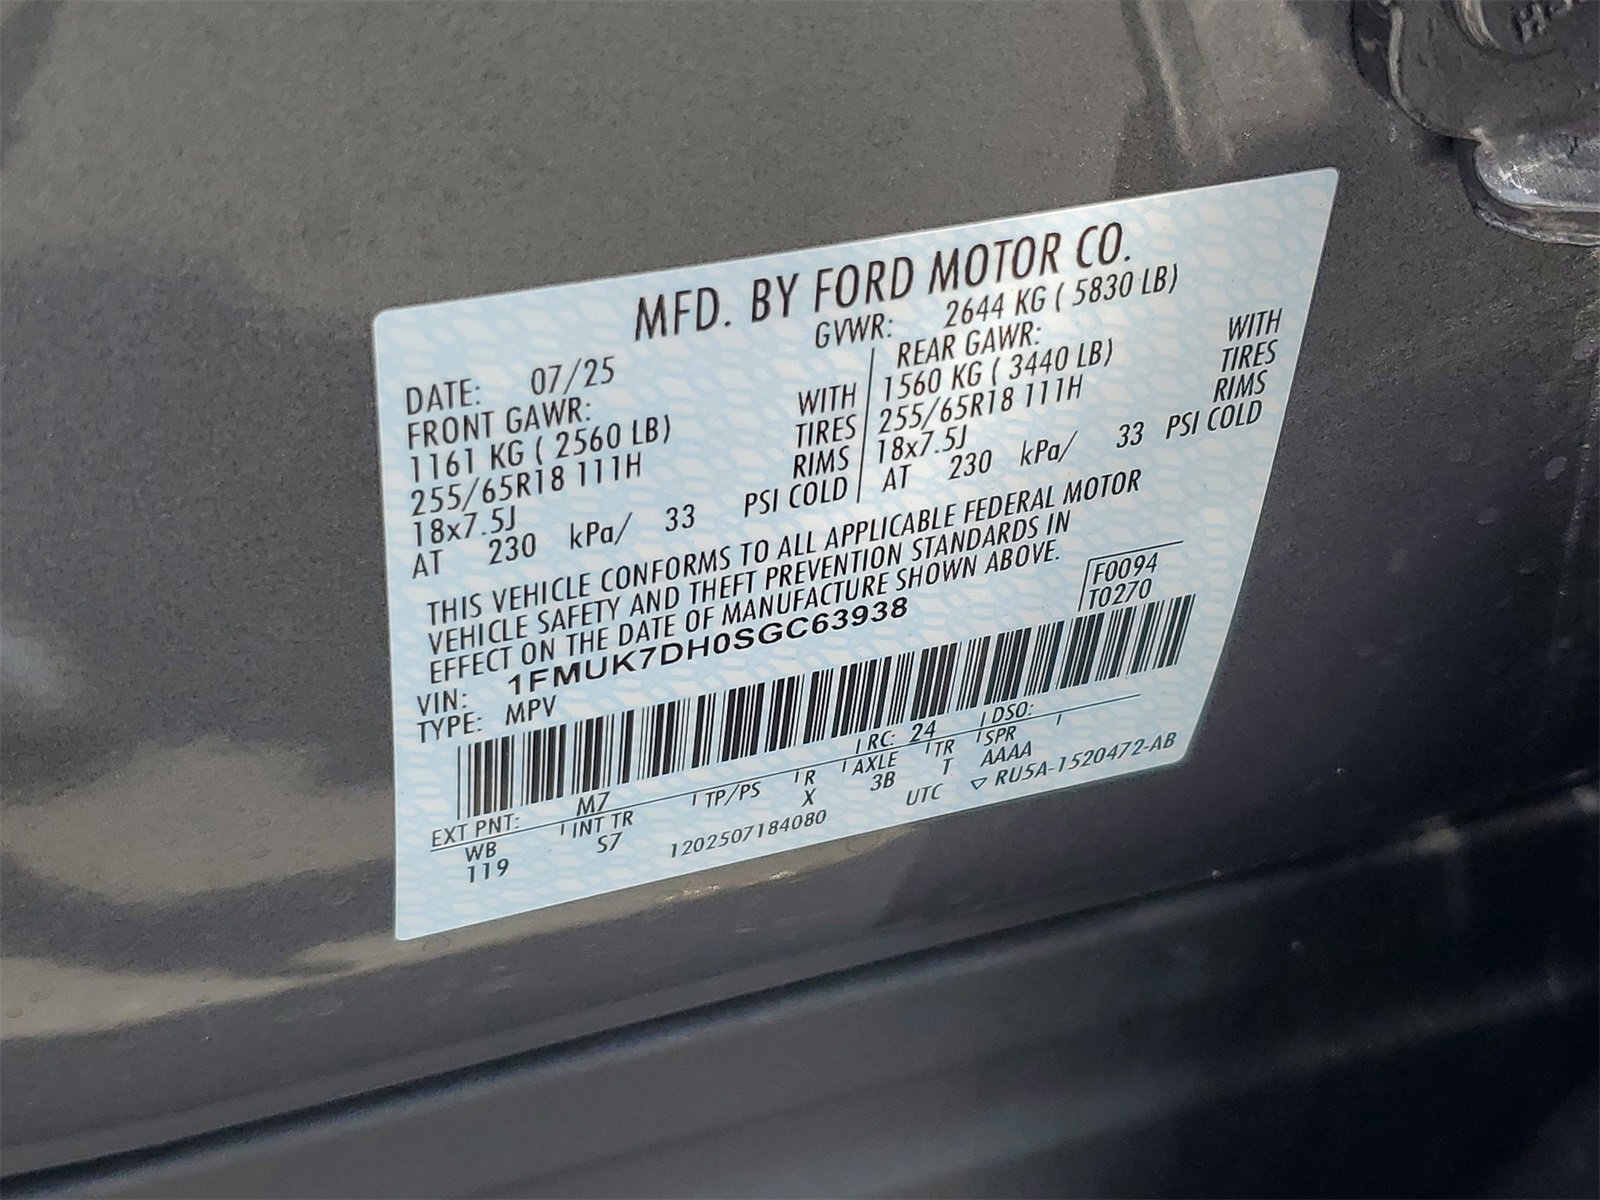 MFD. BY FORD MOTOR CO.
DATE: 07/25 GVWR: 2644 KG ( 5830 LB)
FRONT GAWR: REAR GAWR:
1161 KG ( 2560 LB) WITH 1560 KG ( 3440 LB) WITH
255/65R18 111H TIRES 255/65R18 111H TIRES
18x7.5J RIMS 18x7.5J RIMS
AT 230 kPa/ 33 PSI COLD AT 230 kPa/ 33 PSI COLD
THIS VEHICLE CONFORMS TO ALL APPLICABLE FEDERAL MOTOR
VEHICLE SAFETY AND THEFT PREVENTION STANDARDS IN
EFFECT ON THE DATE OF MANUFACTURE SHOWN ABOVE.
VIN: 1FMUK7DH0SGC63938 F0094
TYPE: MPV T0270
EXT PNT: M7 RC: 24 DSO:
WB INT TR TP/PS R AXLE TR SPR
119 S7 X 3B T AAAA
1202507184080 UTC ▽ RU5A-1520472-AB